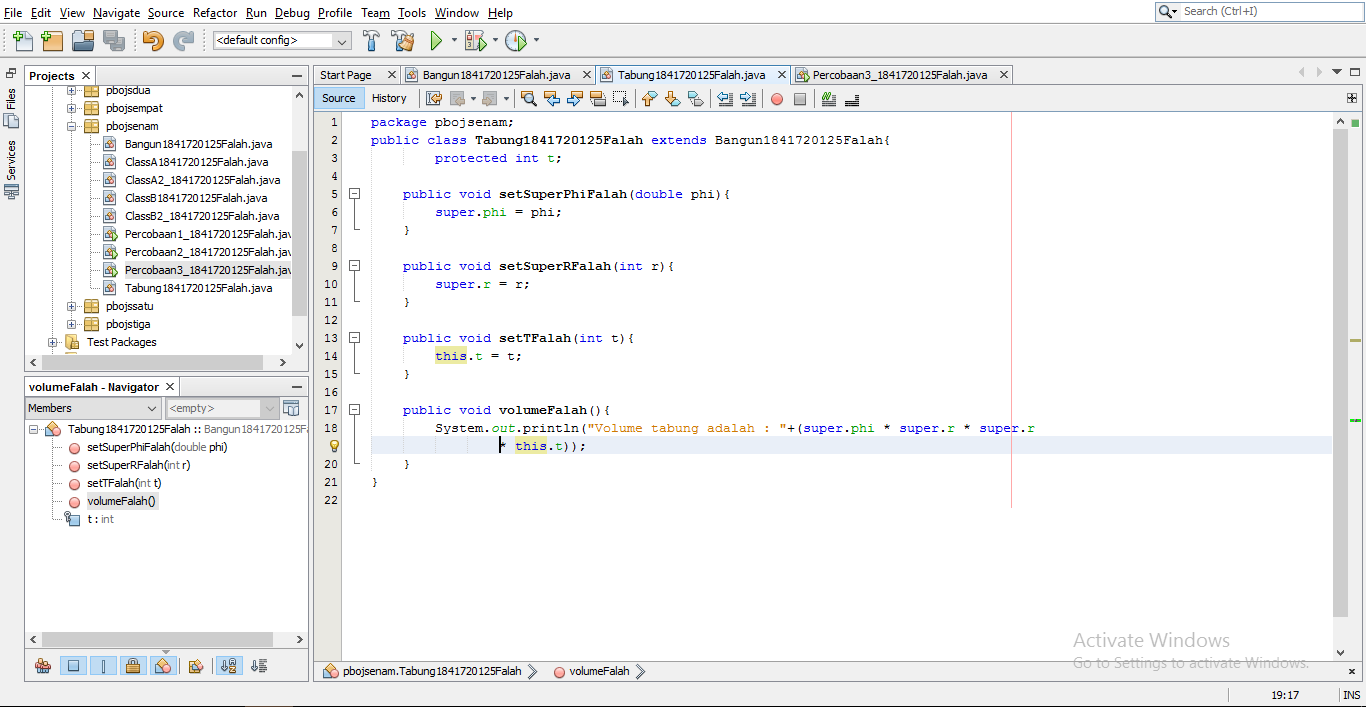 File Edit View Navigate Source Refactor Run Debug Profile Team Tools Window Help
Search (Ctrl+I)
<default config>
Projects
Start Page Bangun1841720125Falah.java Tabung1841720125Falah.java Percobaan3_1841720125Falah.java
Files
Services
pbojsdua
pbojsempat
pbojsenam
Bangun1841720125Falah.java
ClassA1841720125Falah.java
ClassA2_1841720125Falah.java
ClassB1841720125Falah.java
ClassB2_1841720125Falah.java
Percobaan1_1841720125Falah.jav
Percobaan2_1841720125Falah.jav
Percobaan3_1841720125Falah.jav
Tabung1841720125Falah.java
pbojssatu
pbojstiga
Test Packages
volumeFalah - Navigator
Members <empty>
Tabung1841720125Falah :: Bangun1841720125F
setSuperPhiFalah(double phi)
setSuperRFalah(int r)
setTFalah(int t)
volumeFalah()
t : int
Source History
1 package pbojsenam;
2 public class Tabung1841720125Falah extends Bangun1841720125Falah{
3 protected int t;
4
5 public void setSuperPhiFalah(double phi){
6 super.phi = phi;
7 }
8
9 public void setSuperRFalah(int r){
10 super.r = r;
11 }
12
13 public void setTFalah(int t){
14 this.t = t;
15 }
16
17 public void volumeFalah(){
18 System.out.println("Volume tabung adalah : "+(super.phi * super.r * super.r
* this.t));
20 }
21 }
22
Activate Windows
Go to Settings to activate Windows.
pbojsenam.Tabung1841720125Falah volumeFalah
19:17 INS